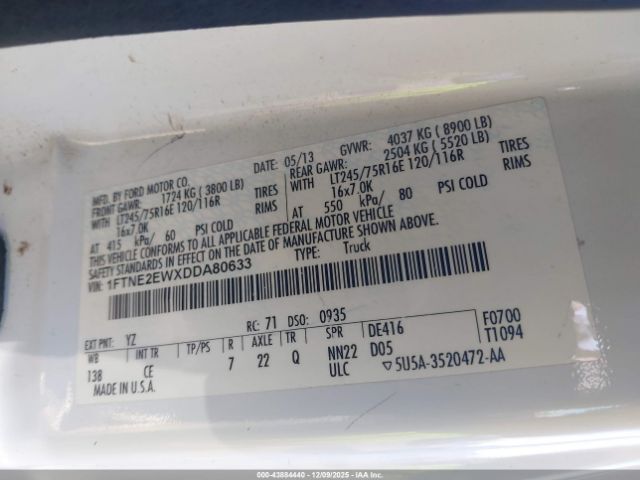 MFD. BY FORD MOTOR CO.
DATE: 05/13 GVWR: 4037 KG ( 8900 LB)
FRONT GAWR: 1724 KG ( 3800 LB) REAR GAWR: 2504 KG ( 5520 LB)
WITH LT245/75R16E 120/116R TIRES WITH LT245/75R16E 120/116R TIRES
16x7.0K RIMS 16x7.0K RIMS
AT 415 kPa/ 60 PSI COLD AT 550 kPa/ 80 PSI COLD
THIS VEHICLE CONFORMS TO ALL APPLICABLE FEDERAL MOTOR VEHICLE
SAFETY STANDARDS IN EFFECT ON THE DATE OF MANUFACTURE SHOWN ABOVE.
VIN: 1FTNE2EWXDDA80633 TYPE: Truck
EXT PNT: YZ RC: 71 DSO: 0935
WB INT TR TP/PS R AXLE TR SPR DE416 F0700
138 CE 7 22 Q NN22 D05 T1094
ULC
MADE IN U.S.A. ▽5U5A-3520472-AA
000-43884440 - 12/09/2025 - IAAI.COM